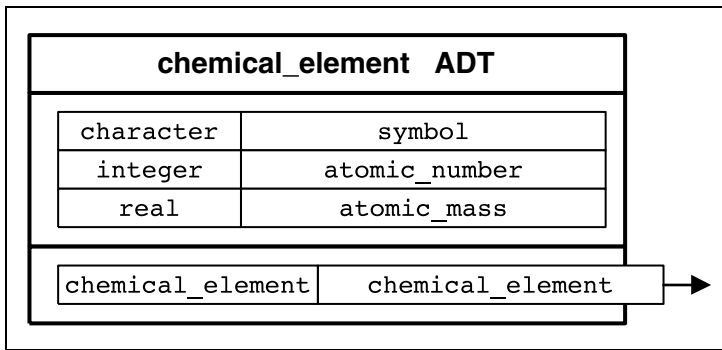 chemical_element ADT
character symbol
integer atomic_number
real atomic_mass
chemical_element chemical_element